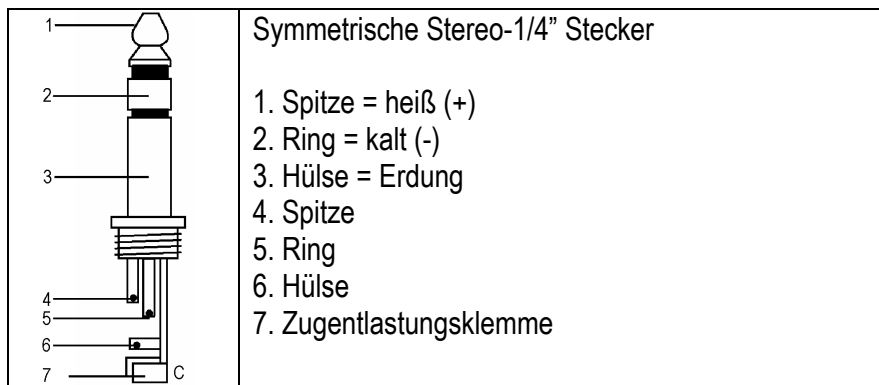 1
2
3
4
5
6
7
C
Symmetrische Stereo-1/4” Stecker
1. Spitze = heiß (+)
2. Ring = kalt (-)
3. Hülse = Erdung
4. Spitze
5. Ring
6. Hülse
7. Zugentlastungsklemme